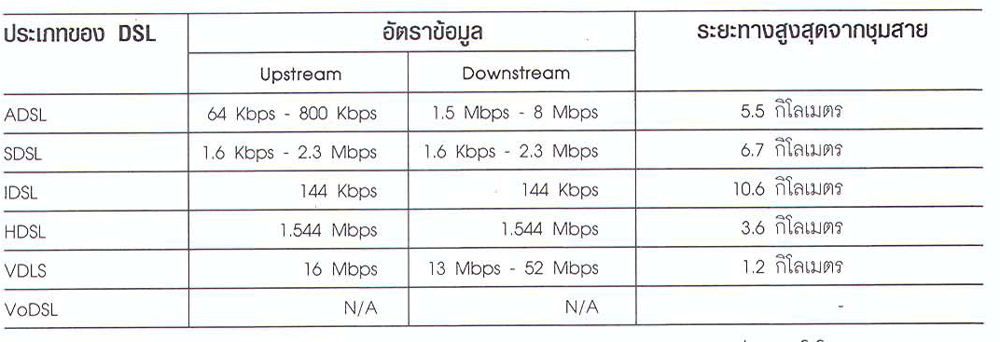 ประเภทของ DSL อัตราข้อมูล ระยะทางสูงสุดจากชุมสาย
Upstream Downstream
ADSL 64 Kbps - 800 Kbps 1.5 Mbps - 8 Mbps 5.5 กิโลเมตร
SDSL 1.6 Kbps - 2.3 Mbps 1.6 Kbps - 2.3 Mbps 6.7 กิโลเมตร
IDSL 144 Kbps 144 Kbps 10.6 กิโลเมตร
HDSL 1.544 Mbps 1.544 Mbps 3.6 กิโลเมตร
VDLS 16 Mbps 13 Mbps - 52 Mbps 1.2 กิโลเมตร
VoDSL N/A N/A -